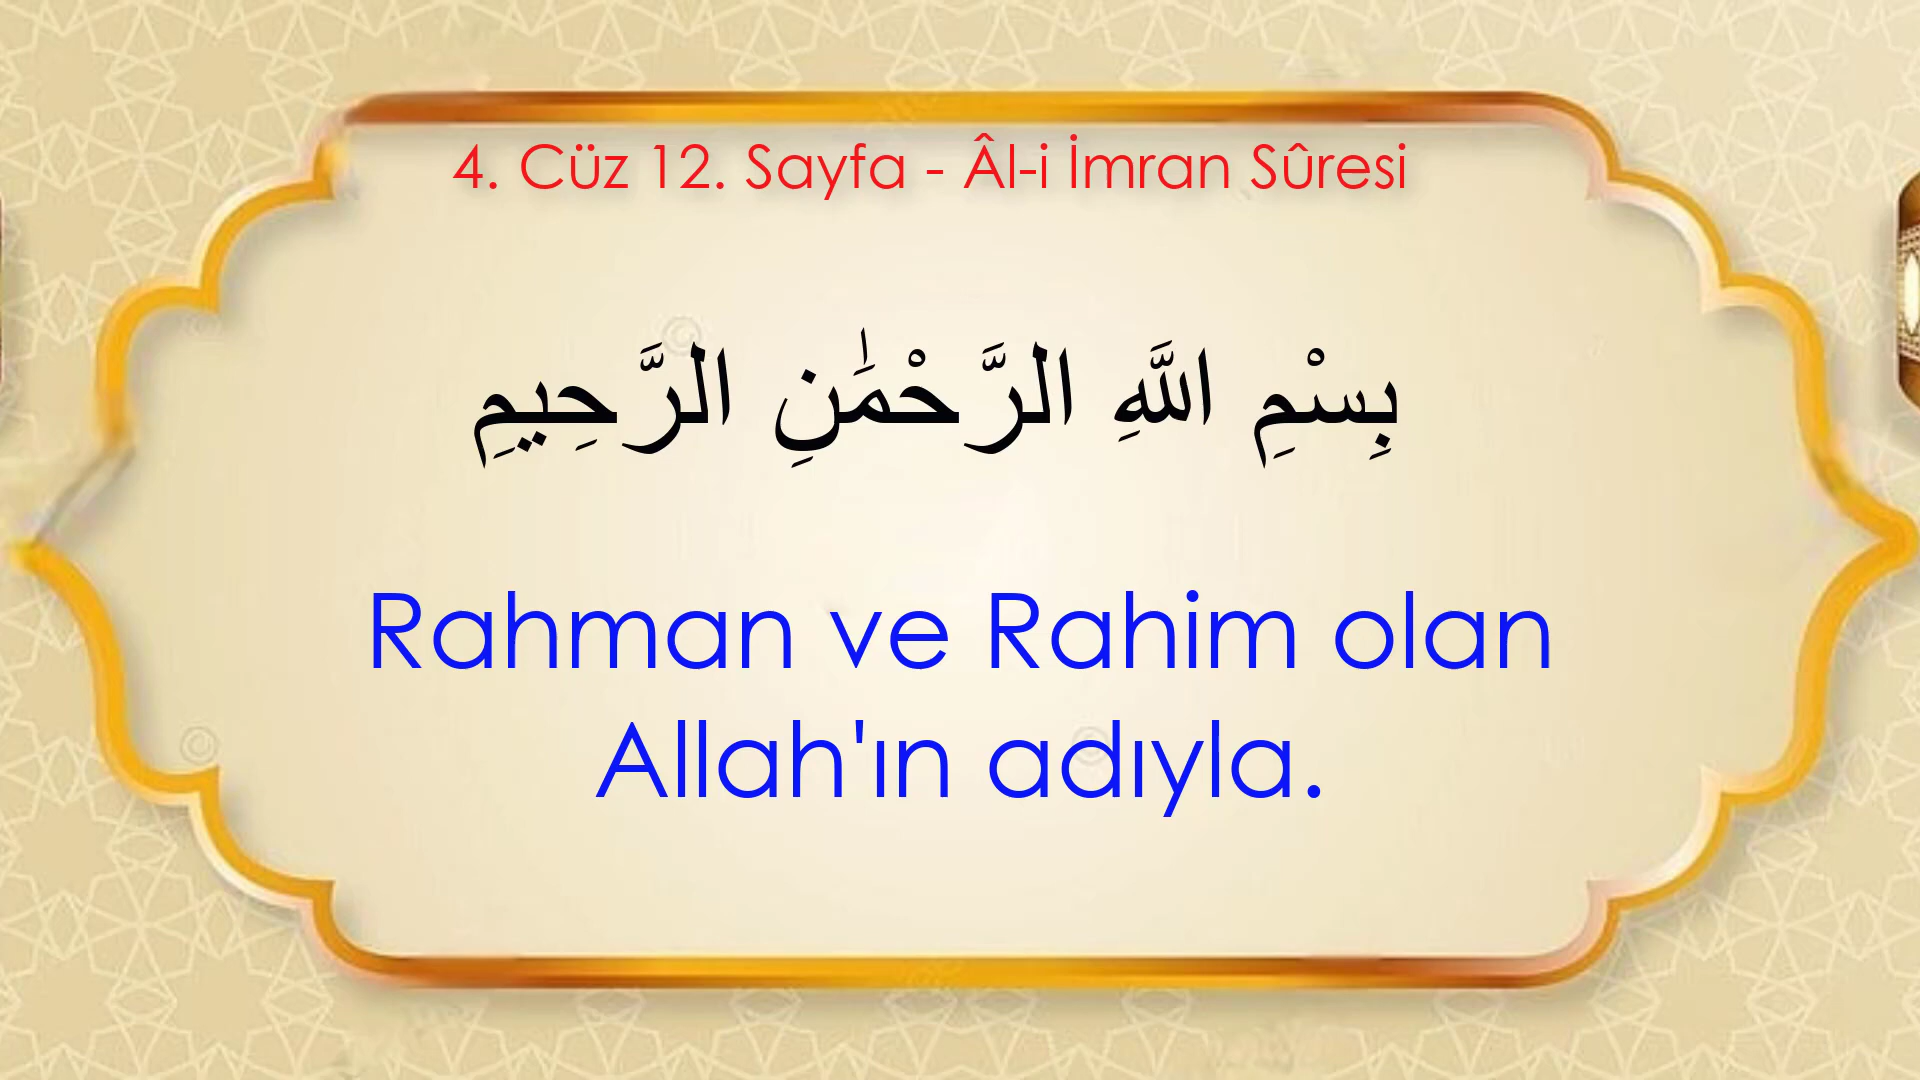 4. Cüz 12. Sayfa - Âl-i İmran Sûresi
بِسْمِ اللَّهِ الرَّحْمَٰنِ الرَّحِيمِ
Rahman ve Rahim olan
Allah'ın adıyla.